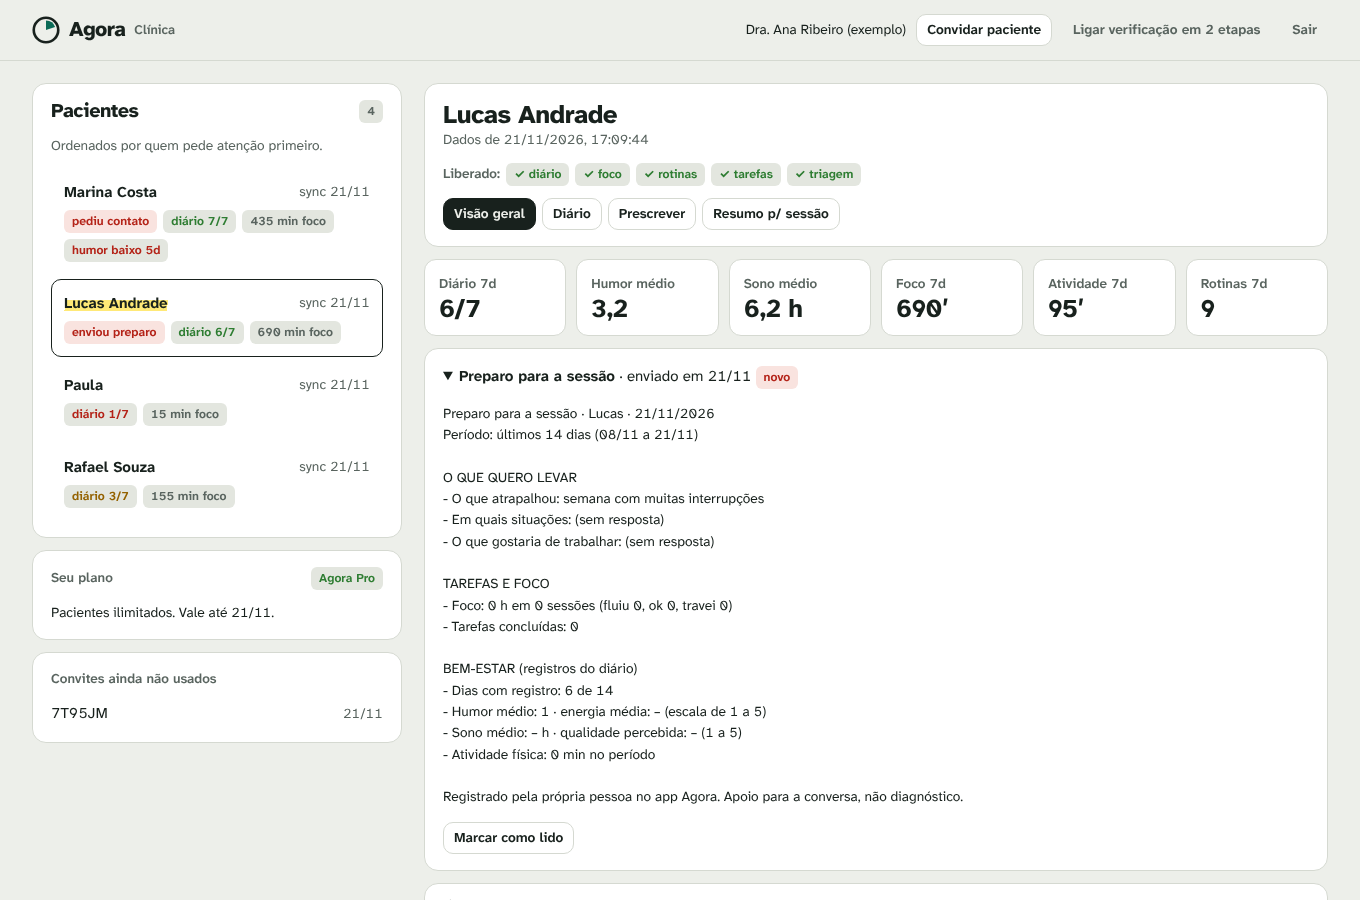 Agora Clínica
Dra. Ana Ribeiro (exemplo) Convidar paciente Ligar verificação em 2 etapas Sair
Pacientes 4
Ordenados por quem pede atenção primeiro.
Marina Costa sync 21/11
pediu contato diário 7/7 435 min foco
humor baixo 5d
Lucas Andrade sync 21/11
enviou preparo diário 6/7 690 min foco
Paula sync 21/11
diário 1/7 15 min foco
Rafael Souza sync 21/11
diário 3/7 155 min foco
Seu plano Agora Pro
Pacientes ilimitados. Vale até 21/11.
Convites ainda não usados
7T95JM 21/11
Lucas Andrade
Dados de 21/11/2026, 17:09:44
Liberado: ✓ diário ✓ foco ✓ rotinas ✓ tarefas ✓ triagem
Visão geral Diário Prescrever Resumo p/ sessão
Diário 7d
6/7
Humor médio
3,2
Sono médio
6,2 h
Foco 7d
690′
Atividade 7d
95′
Rotinas 7d
9
▼ Preparo para a sessão · enviado em 21/11 novo
Preparo para a sessão · Lucas · 21/11/2026
Período: últimos 14 dias (08/11 a 21/11)
O QUE QUERO LEVAR
- O que atrapalhou: semana com muitas interrupções
- Em quais situações: (sem resposta)
- O que gostaria de trabalhar: (sem resposta)
TAREFAS E FOCO
- Foco: 0 h em 0 sessões (fluiu 0, ok 0, travei 0)
- Tarefas concluídas: 0
BEM-ESTAR (registros do diário)
- Dias com registro: 6 de 14
- Humor médio: 1 · energia média: – (escala de 1 a 5)
- Sono médio: – h · qualidade percebida: – (1 a 5)
- Atividade física: 0 min no período
Registrado pela própria pessoa no app Agora. Apoio para a conversa, não diagnóstico.
Marcar como lido